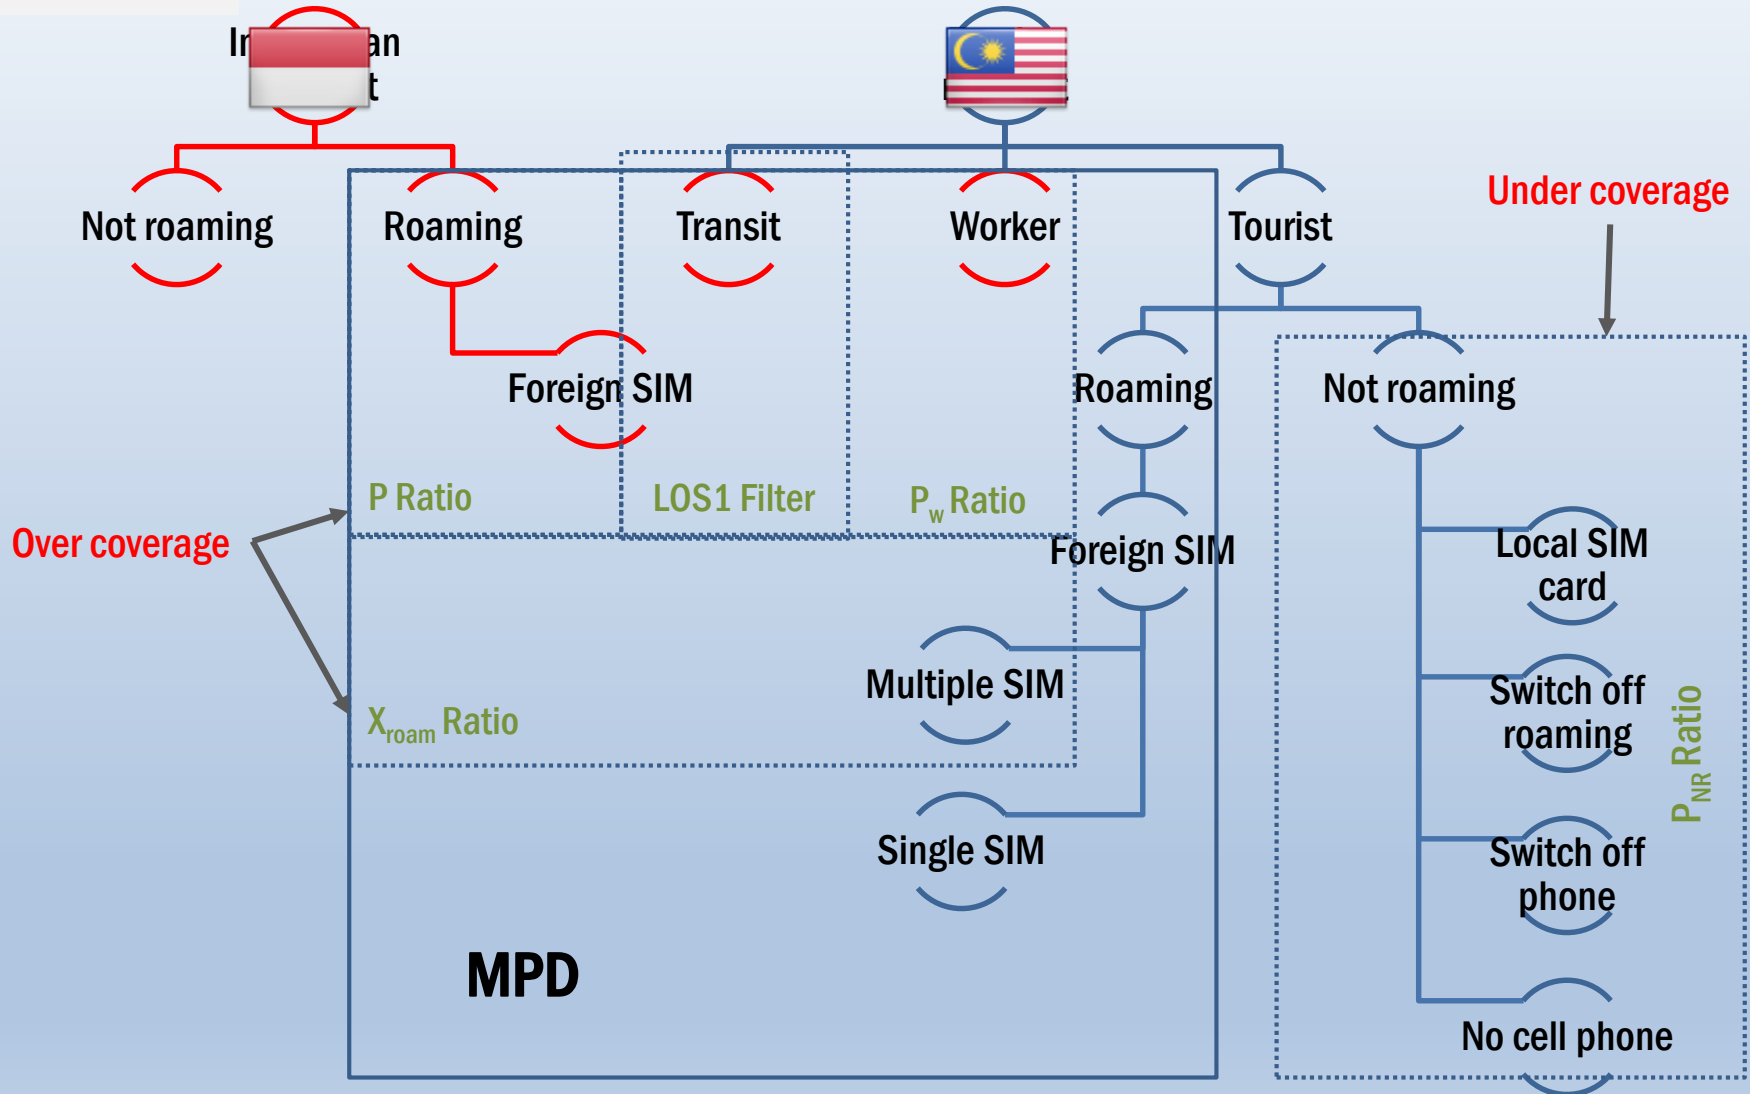 Not roaming
Roaming
Transit
Worker
Tourist
Under coverage
Foreign SIM
Roaming
Not roaming
P Ratio
LOS1 Filter
Pw Ratio
Over coverage
Foreign SIM
Local SIM
card
Multiple SIM
Switch off
roaming
Xroam Ratio
PNR Ratio
Single SIM
Switch off
phone
MPD
No cell phone